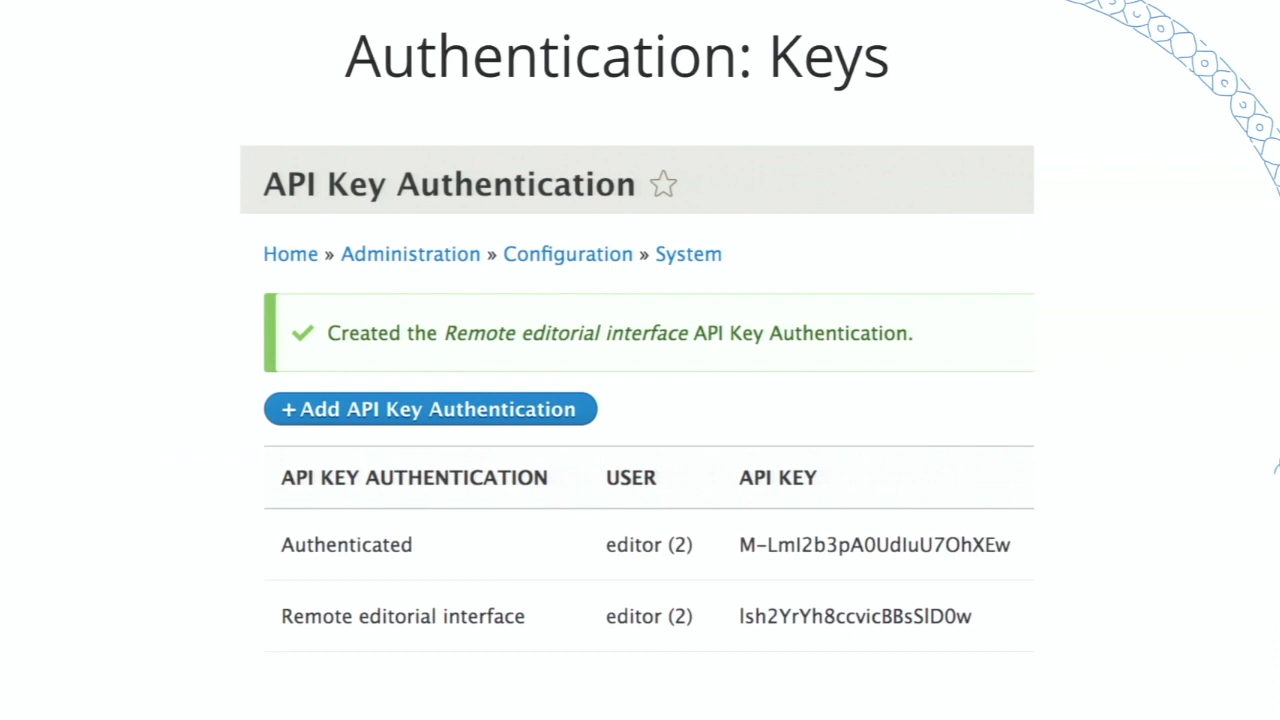 Authentication: Keys
API Key Authentication
Home » Administration » Configuration » System
Created the Remote editorial interface API Key Authentication.
+ Add API Key Authentication
API KEY AUTHENTICATION USER API KEY
Authenticated editor (2) M-LmI2b3pA0UdIuU7OhXEw
Remote editorial interface editor (2) lsh2YrYh8ccvicBBsSlD0w